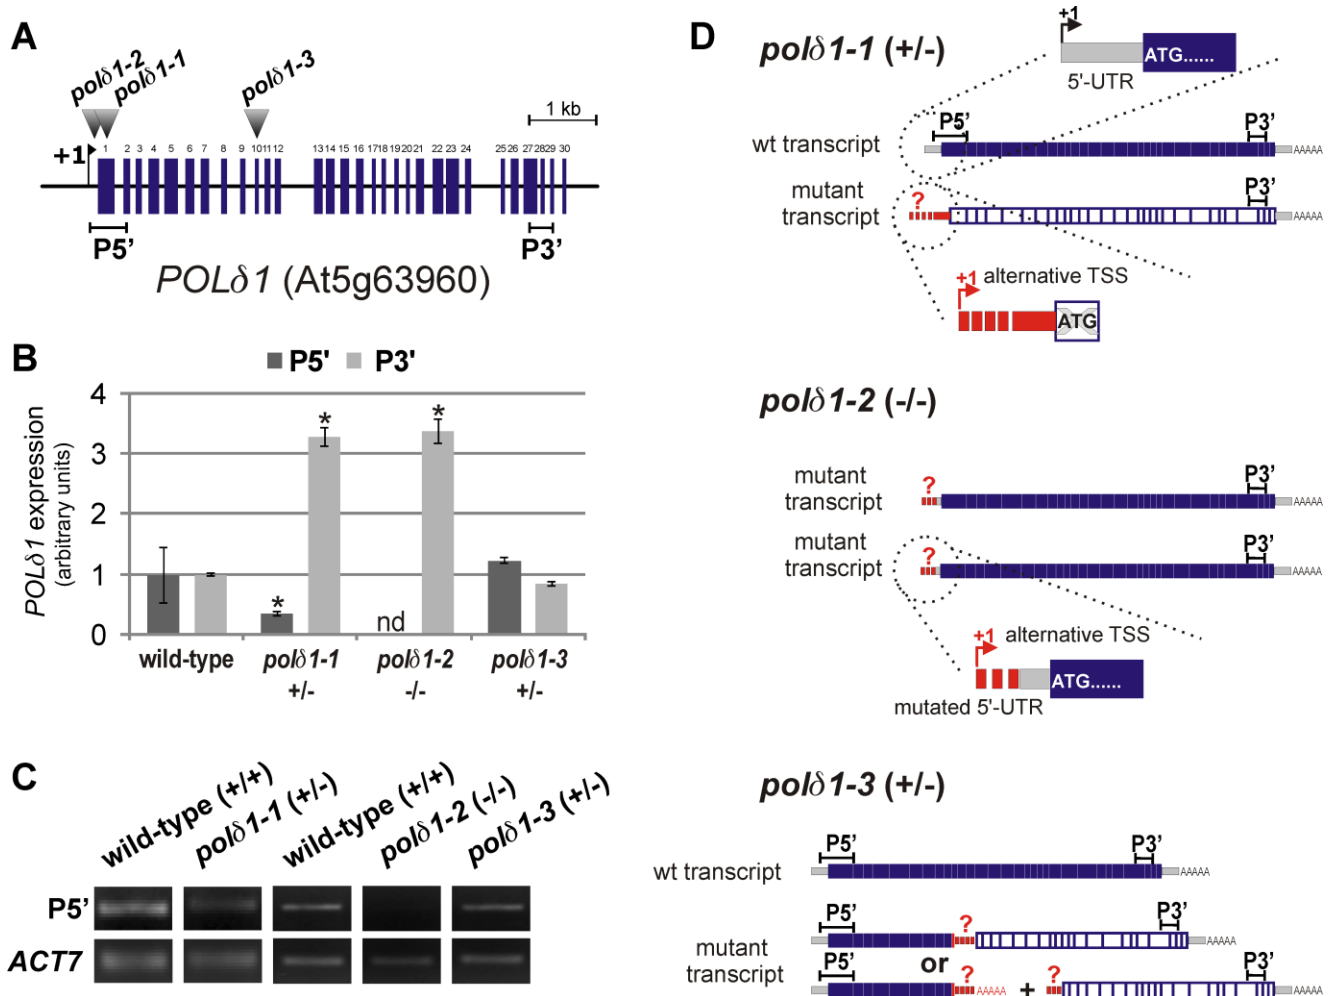 A
polδ1-2
polδ1-1
polδ1-3
1 kb
+1
1 2 3 4 5 6 7 8 9 10 11 12 13 14 15 16 17 18 19 20 21 22 23 24 25 26 27 28 29 30
P5'
P3'
POLδ1 (At5g63960)
B
P5' P3'
POLδ1 expression
(arbitrary units)
4
3
2
1
0
*
*
*
nd
wild-type polδ1-1 polδ1-2 polδ1-3
+/- -/- +/-
C
wild-type (+/+)
polδ1-1 (+/-)
wild-type (+/+)
polδ1-2 (-/-)
polδ1-3 (+/-)
P5'
ACT7
D
polδ1-1 (+/-)
+1
ATG......
5'-UTR
P5' P3'
wt transcript AAAAA
mutant
transcript
? P3'
AAAAA
+1 alternative TSS
ATG
polδ1-2 (-/-)
mutant
transcript
? P3'
AAAAA
mutant
transcript
? P3'
AAAAA
+1 alternative TSS
ATG......
mutated 5'-UTR
polδ1-3 (+/-)
P5' P3'
wt transcript AAAAA
mutant
transcript
P5' ? P3'
AAAAA
or
P5' ? AAAAA + ? P3' AAAAA